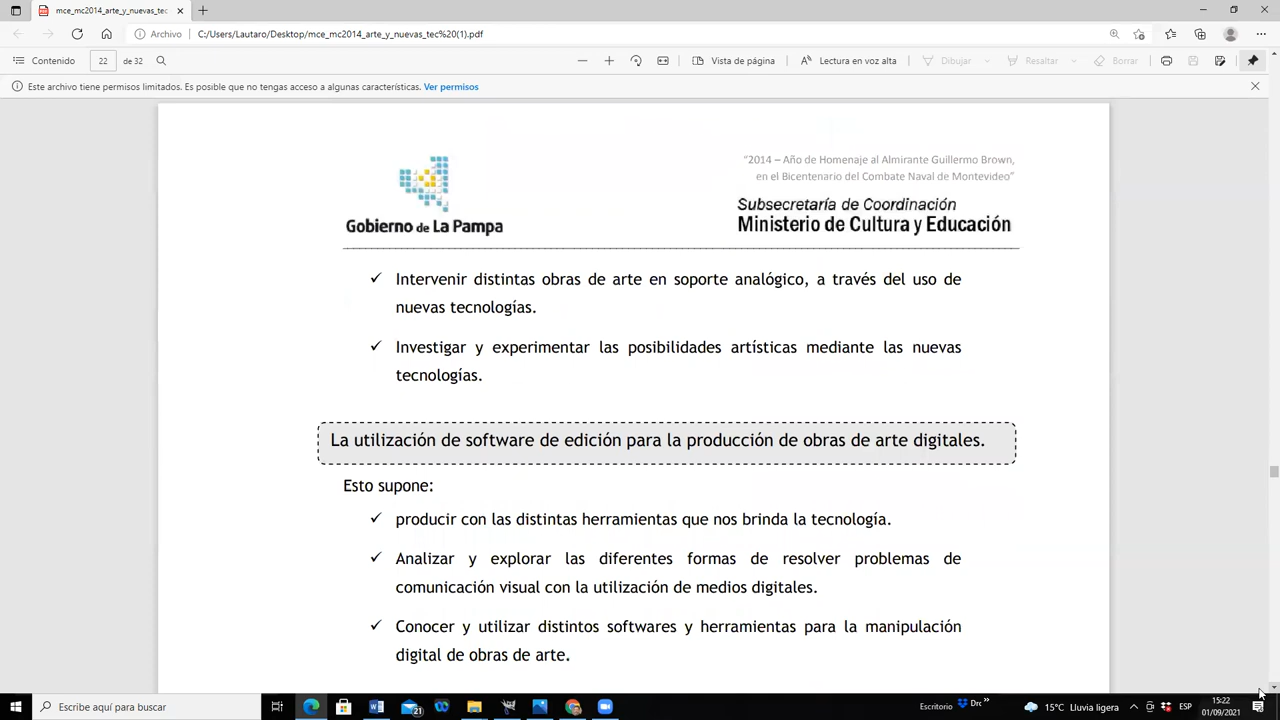 mce_mc2014_arte_y_nuevas_tec
Archivo C:/Users/Lautaro/Desktop/mce_mc2014_arte_y_nuevas_tec%20(1).pdf
Contenido 22 de 32 Vista de página Lectura en voz alta Dibujar Resaltar Borrar
Este archivo tiene permisos limitados. Es posible que no tengas acceso a algunas características. Ver permisos
"2014 – Año de Homenaje al Almirante Guillermo Brown,
en el Bicentenario del Combate Naval de Montevideo"
Subsecretaría de Coordinación
Gobierno de La Pampa
Ministerio de Cultura y Educación
Intervenir distintas obras de arte en soporte analógico, a través del uso de
nuevas tecnologías.
Investigar y experimentar las posibilidades artísticas mediante las nuevas
tecnologías.
La utilización de software de edición para la producción de obras de arte digitales.
Esto supone:
producir con las distintas herramientas que nos brinda la tecnología.
Analizar y explorar las diferentes formas de resolver problemas de
comunicación visual con la utilización de medios digitales.
Conocer y utilizar distintos softwares y herramientas para la manipulación
digital de obras de arte.
Escribe aquí para buscar 21 Escritorio Drc 15°C Lluvia ligera ESP 15:22
01/09/2021